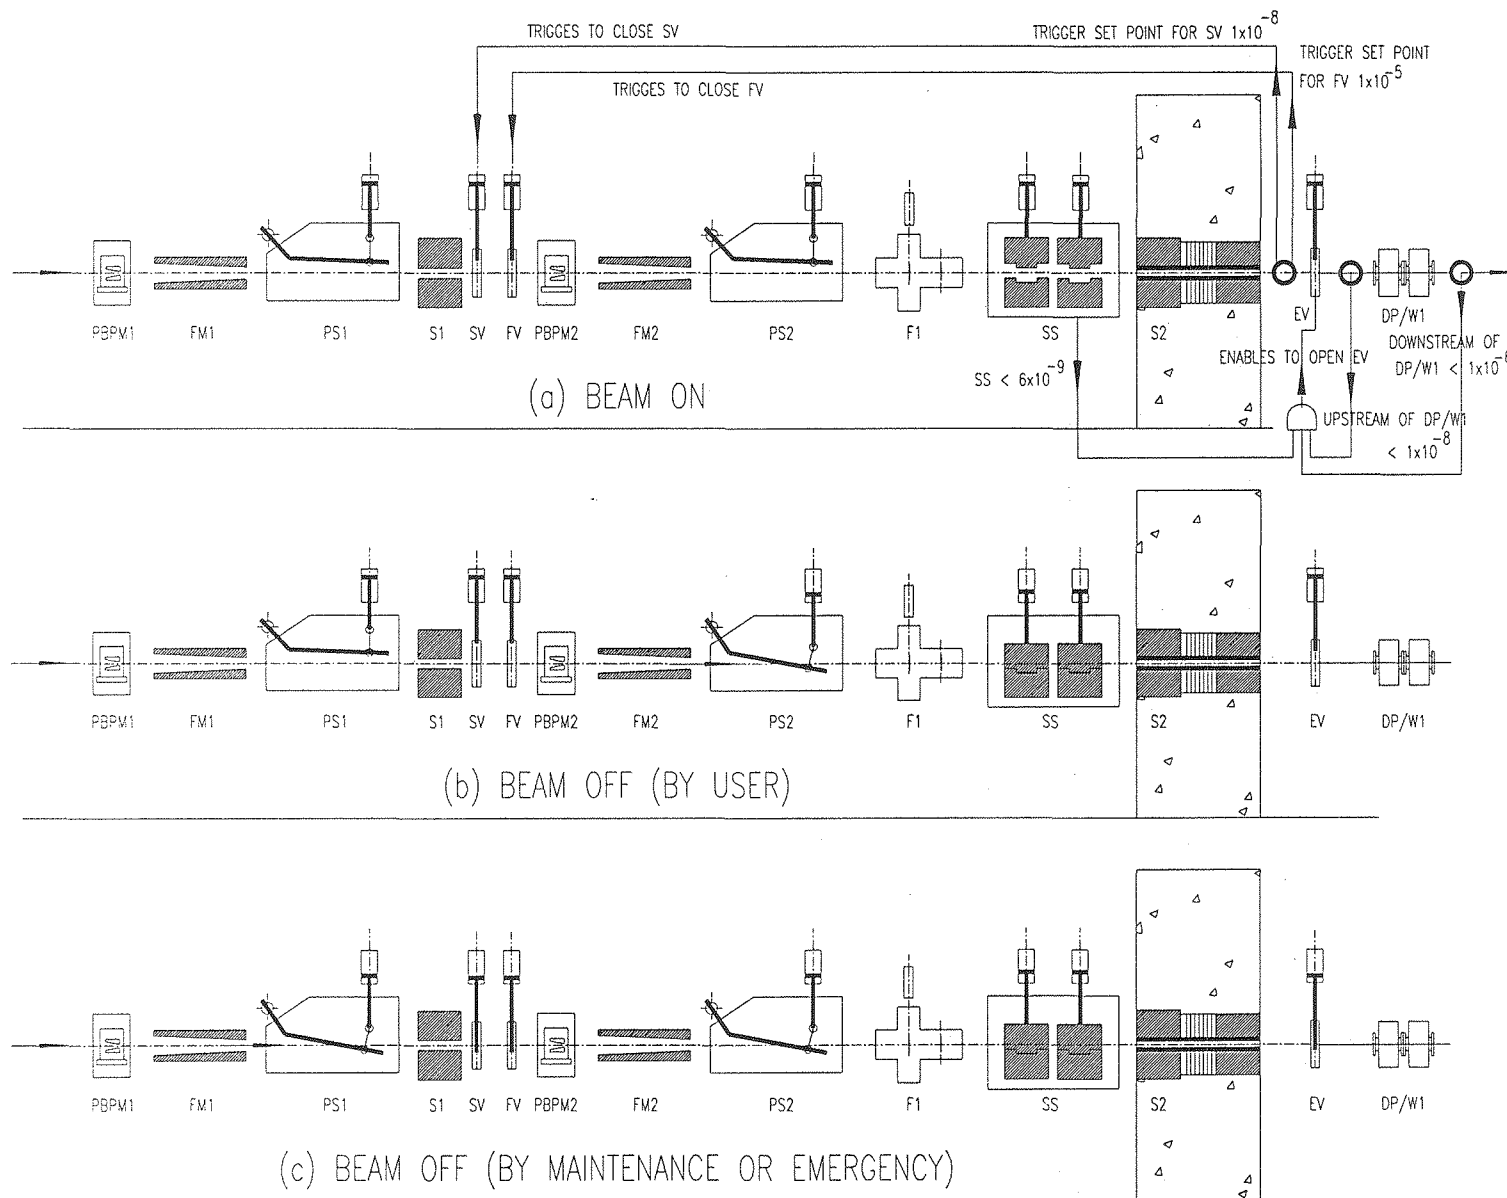 TRIGGES TO CLOSE SV
TRIGGER SET POINT FOR SV 1x10^-8
TRIGGER SET POINT
FOR FV 1x10^-5
TRIGGES TO CLOSE FV
PBPM1 FM1 PS1 S1 SV FV PBPM2 FM2 PS2 F1 SS S2 EV DP/W1
ENABLES TO OPEN EV
DOWNSTREAM OF
DP/W1 < 1x10^-6
SS < 6x10^-9
UPSTREAM OF DP/W1
< 1x10^-8
(a) BEAM ON
PBPM1 FM1 PS1 S1 SV FV PBPM2 FM2 PS2 F1 SS S2 EV DP/W1
(b) BEAM OFF (BY USER)
PBPM1 FM1 PS1 S1 SV FV PBPM2 FM2 PS2 F1 SS S2 EV DP/W1
(c) BEAM OFF (BY MAINTENANCE OR EMERGENCY)